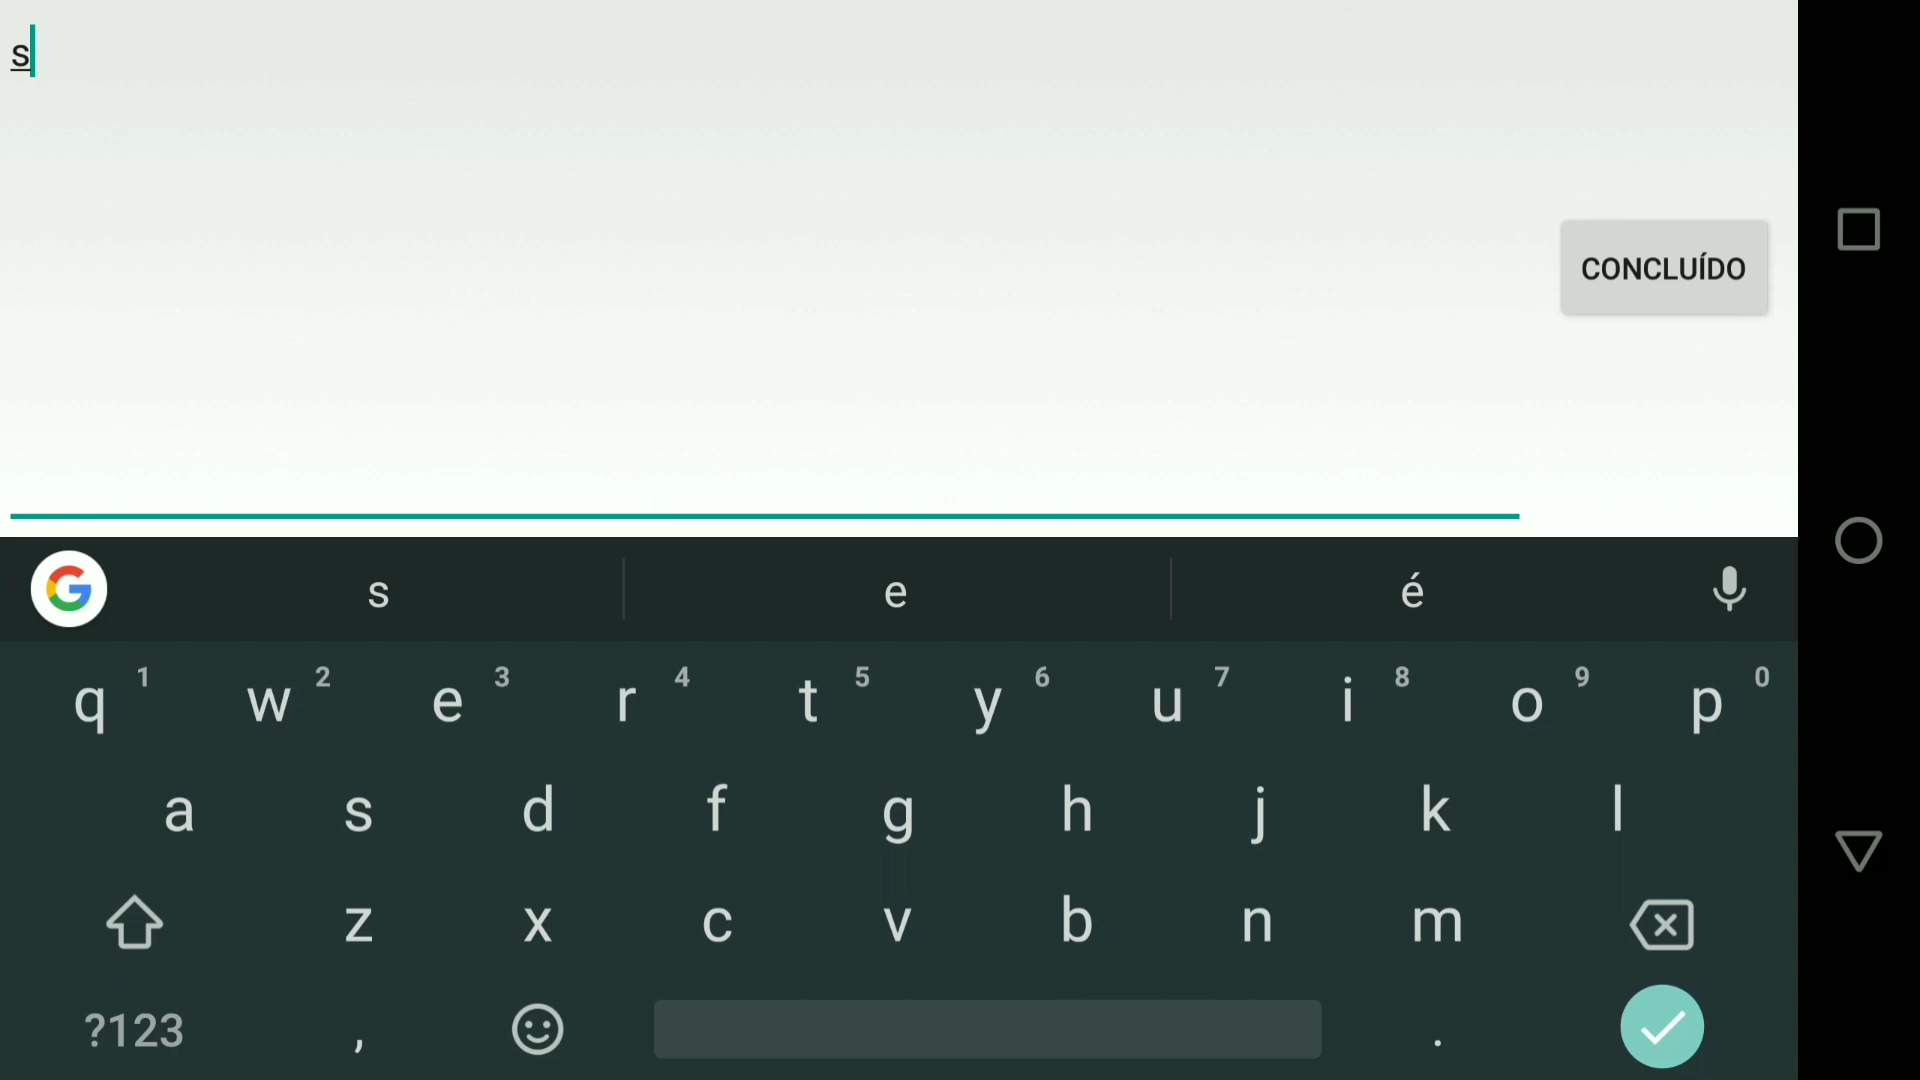 s
CONCLUÍDO
s e é
q 1 w 2 e 3 r 4 t 5 y 6 u 7 i 8 o 9 p 0
a s d f g h j k l
z x c v b n m
?123 , .